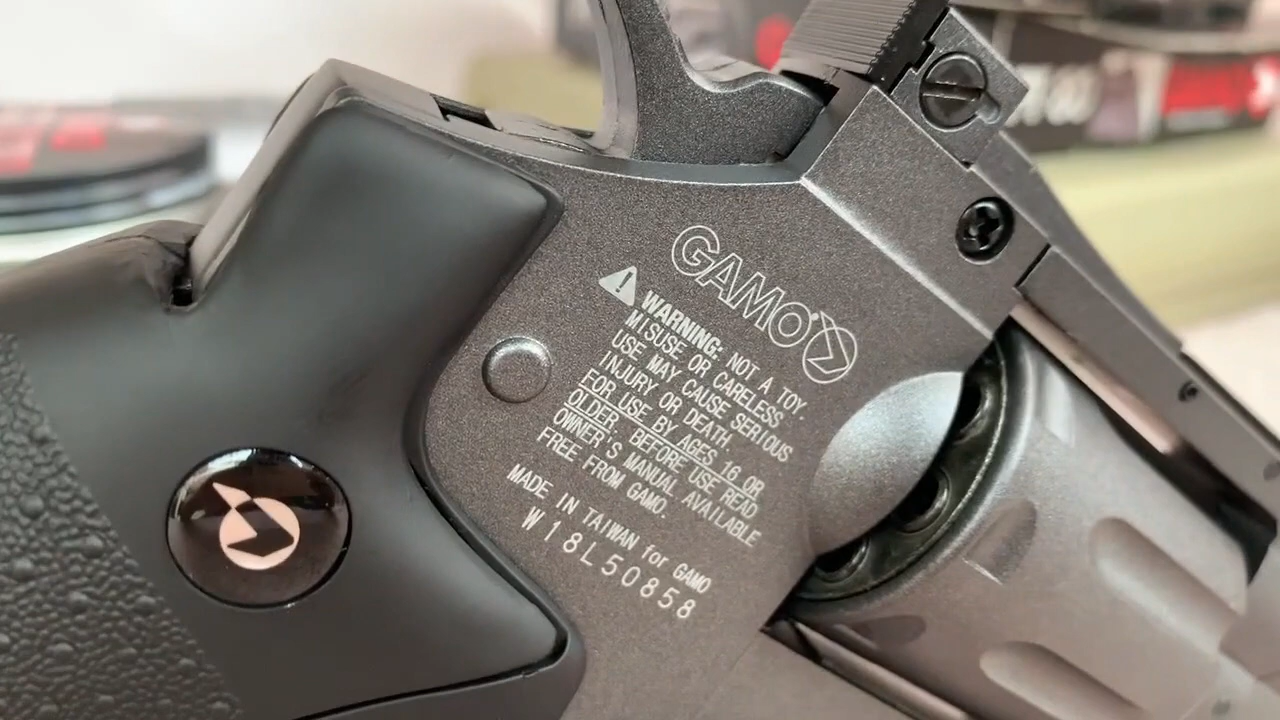 GAMO
WARNING: NOT A TOY.
MISUSE OR CARELESS
USE MAY CAUSE SERIOUS
INJURY OR DEATH.
FOR USE BY AGES 16 OR
OLDER. BEFORE USE READ
OWNER'S MANUAL AVAILABLE
FREE FROM GAMO.
MADE IN TAIWAN for GAMO
W18L50858